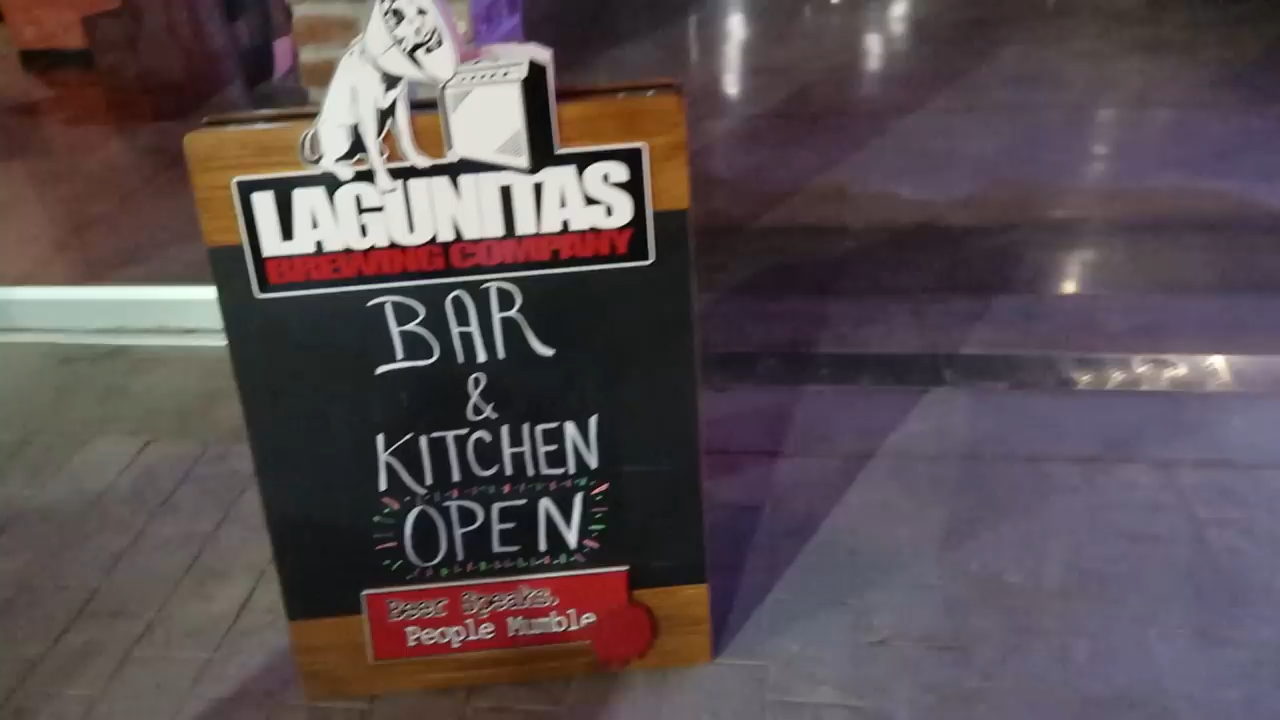 LAGUNITAS
BREWING COMPANY
BAR
&
KITCHEN
OPEN
Beer Speaks,
People Mumble